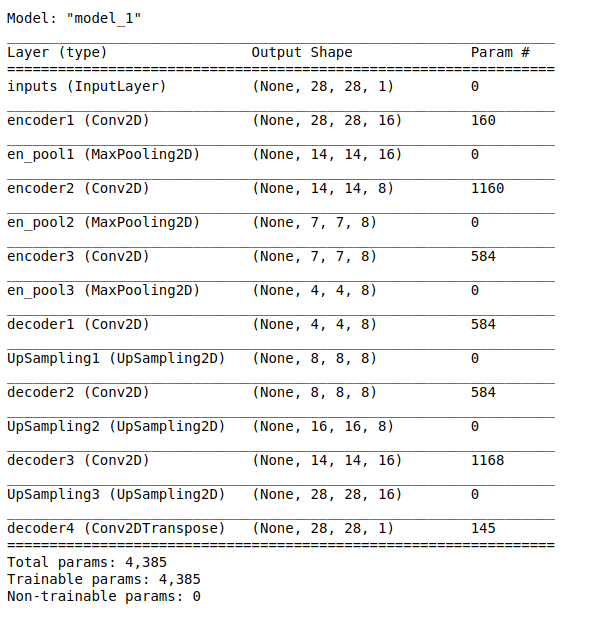 Model: "model_1"
Layer (type) Output Shape Param #
inputs (InputLayer) (None, 28, 28, 1) 0
encoder1 (Conv2D) (None, 28, 28, 16) 160
en_pool1 (MaxPooling2D) (None, 14, 14, 16) 0
encoder2 (Conv2D) (None, 14, 14, 8) 1160
en_pool2 (MaxPooling2D) (None, 7, 7, 8) 0
encoder3 (Conv2D) (None, 7, 7, 8) 584
en_pool3 (MaxPooling2D) (None, 4, 4, 8) 0
decoder1 (Conv2D) (None, 4, 4, 8) 584
UpSampling1 (UpSampling2D) (None, 8, 8, 8) 0
decoder2 (Conv2D) (None, 8, 8, 8) 584
UpSampling2 (UpSampling2D) (None, 16, 16, 8) 0
decoder3 (Conv2D) (None, 14, 14, 16) 1168
UpSampling3 (UpSampling2D) (None, 28, 28, 16) 0
decoder4 (Conv2DTranspose) (None, 28, 28, 1) 145
Total params: 4,385
Trainable params: 4,385
Non-trainable params: 0